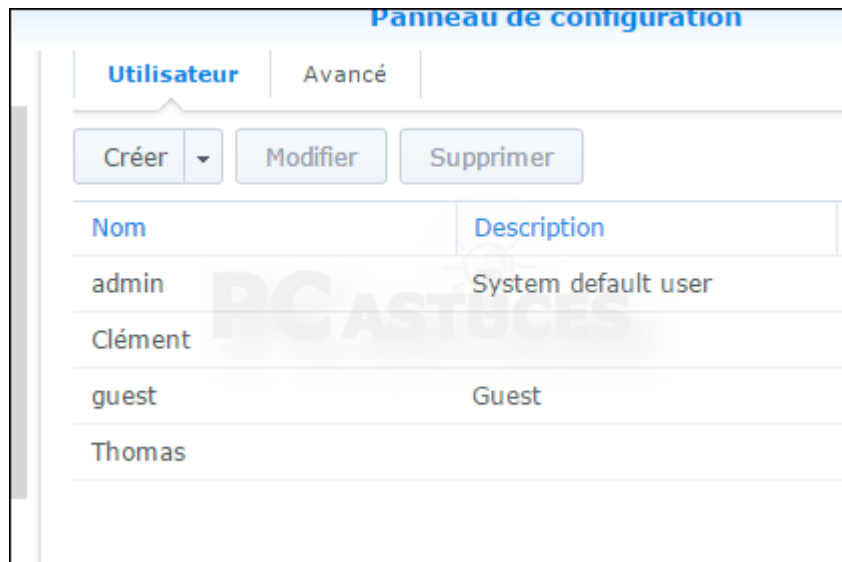 Panneau de configuration
Utilisateur Avancé
Créer Modifier Supprimer
Nom Description
admin System default user
PC ASTUCES
Clément
guest Guest
Thomas